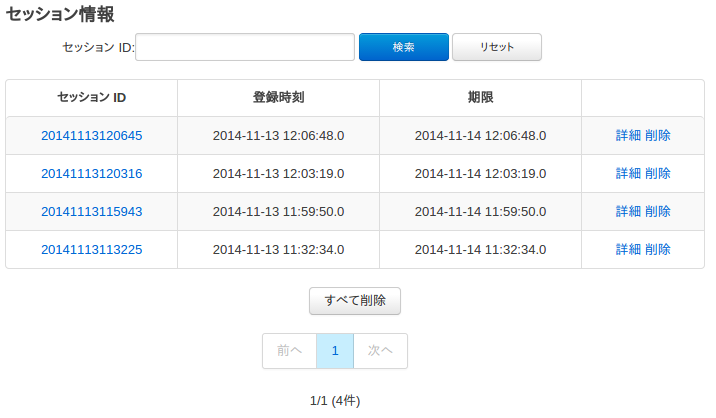 セッション情報
セッション ID: 検索 リセット
セッション ID 登録時刻 期限
20141113120645 2014-11-13 12:06:48.0 2014-11-14 12:06:48.0 詳細 削除
20141113120316 2014-11-13 12:03:19.0 2014-11-14 12:03:19.0 詳細 削除
20141113115943 2014-11-13 11:59:50.0 2014-11-14 11:59:50.0 詳細 削除
20141113113225 2014-11-13 11:32:34.0 2014-11-14 11:32:34.0 詳細 削除
すべて削除
前へ 1 次へ
1/1 (4件)